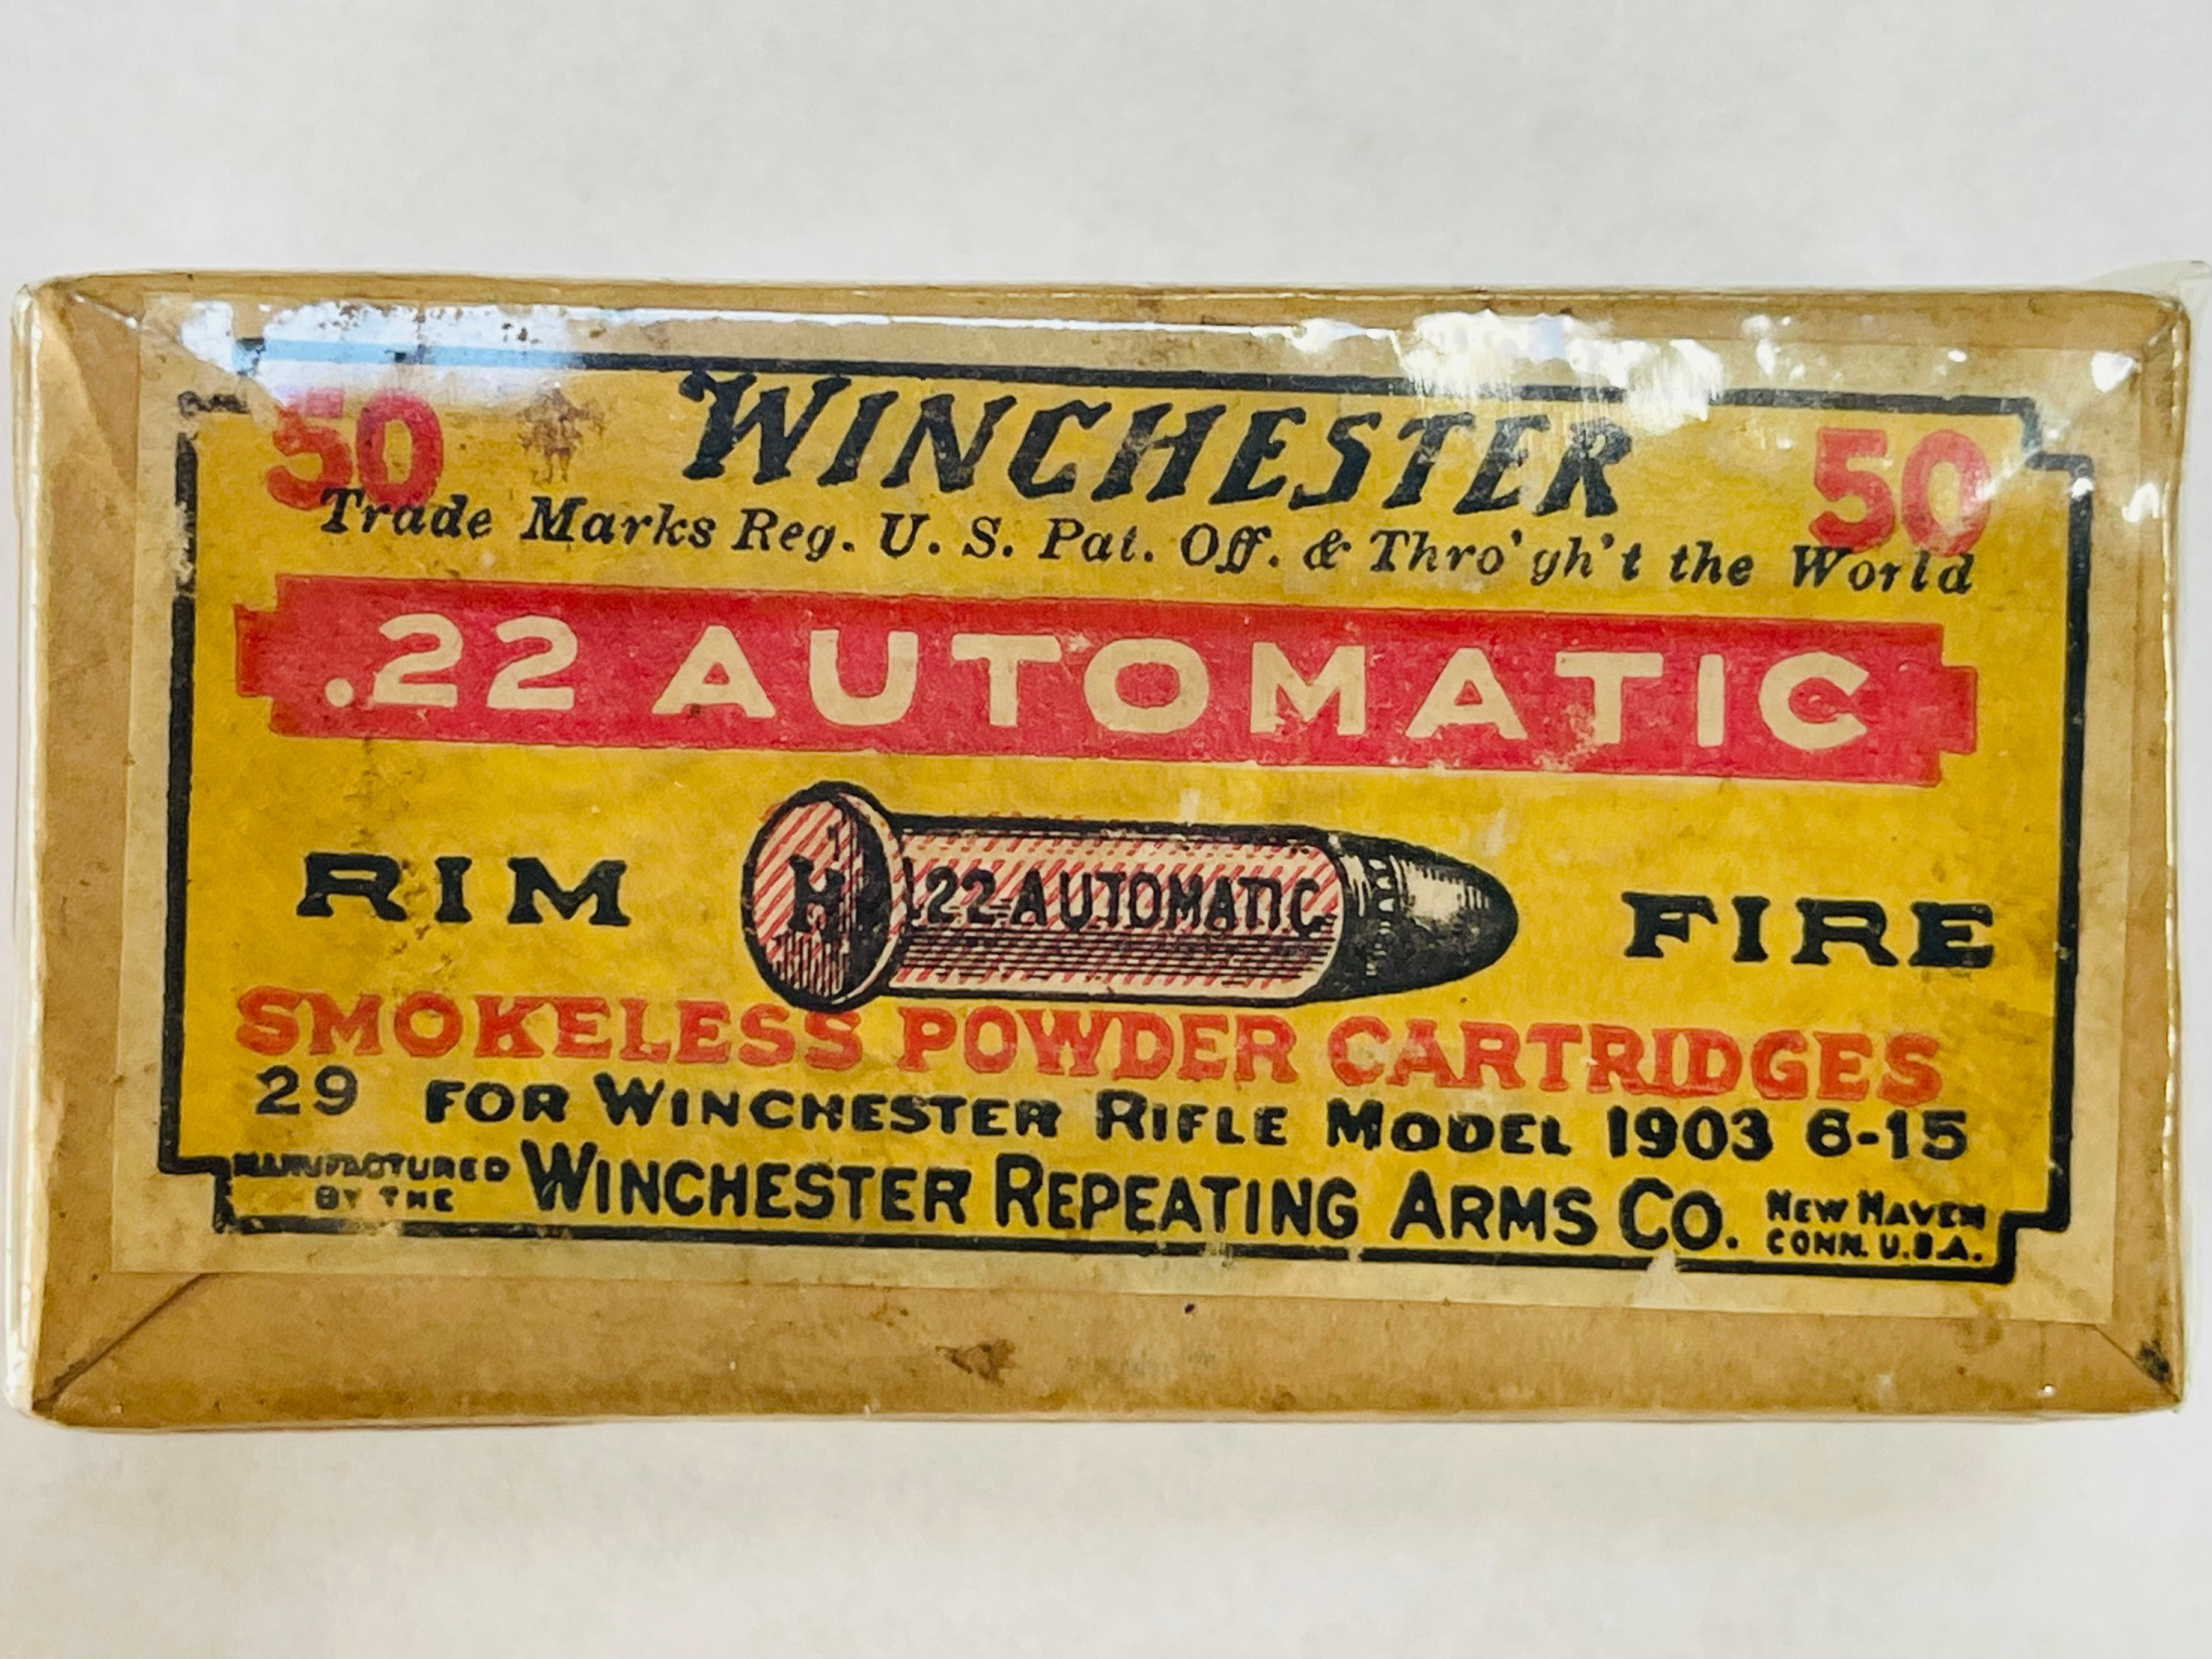 50 WINCHESTER 50
Trade Marks Reg. U. S. Pat. Off. & Thro'gh't the World
.22 AUTOMATIC
RIM H .22 AUTOMATIC FIRE
SMOKELESS POWDER CARTRIDGES
29 FOR WINCHESTER RIFLE MODEL 1903 6-15
MANUFACTURED BY THE WINCHESTER REPEATING ARMS CO. NEW HAVEN CONN. U.S.A.